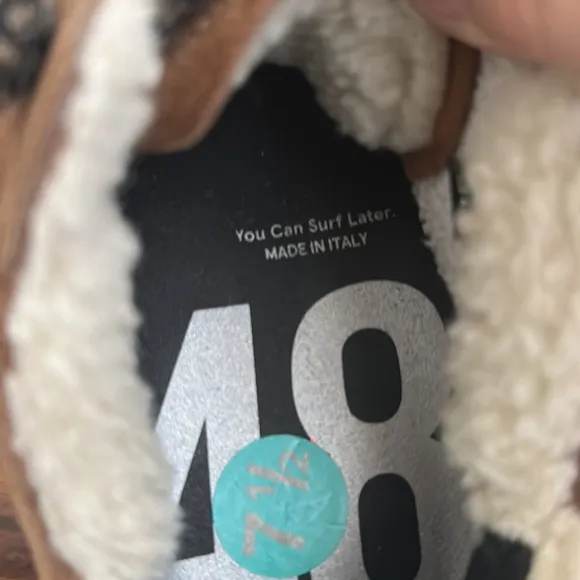 You Can Surf Later.
MADE IN ITALY
48
7 1/2